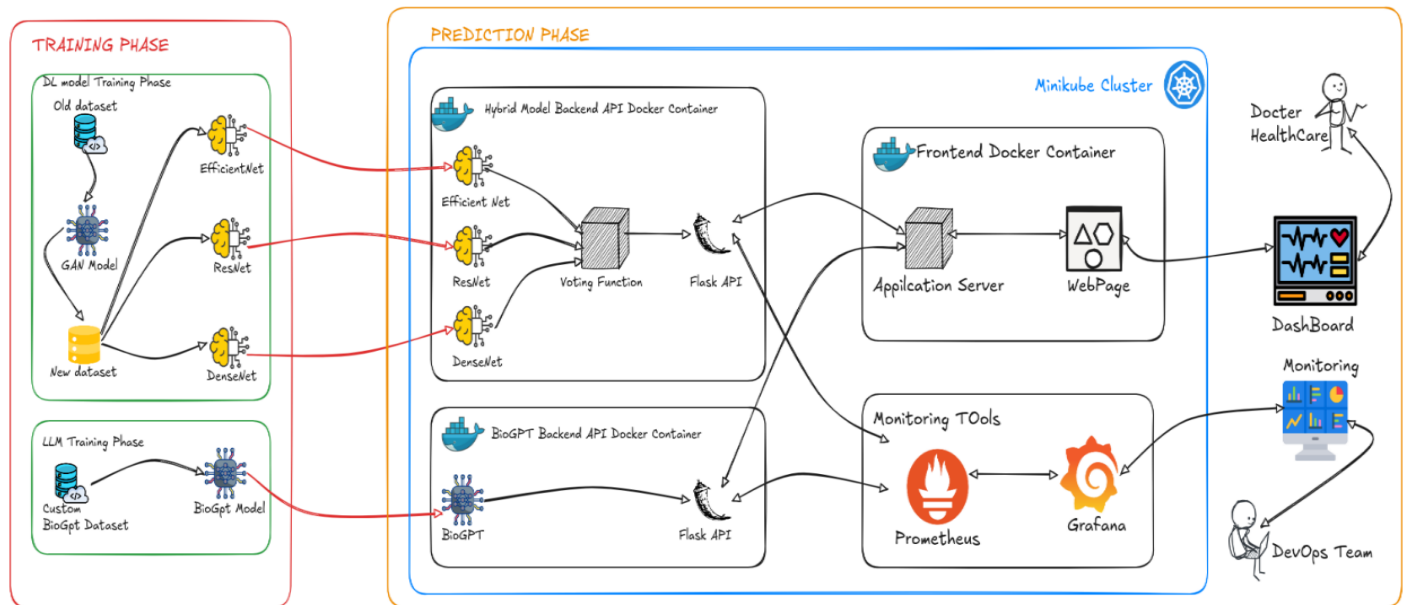 TRAINING PHASE
DL model Training Phase
Old dataset
EfficientNet
GAN Model
ResNet
New dataset
DenseNet
LLM Training Phase
Custom
BioGpt Dataset
BioGpt Model
PREDICTION PHASE
Minikube Cluster
Hybrid Model Backend API Docker Container
Efficient Net
ResNet
Voting Function
Flask API
DenseNet
BioGPT Backend API Docker Container
BioGPT
Flask API
Frontend Docker Container
Appilcation Server
WebPage
Monitoring TOols
Prometheus
Grafana
Docter
HealthCare
DashBoard
Monitoring
DevOps Team